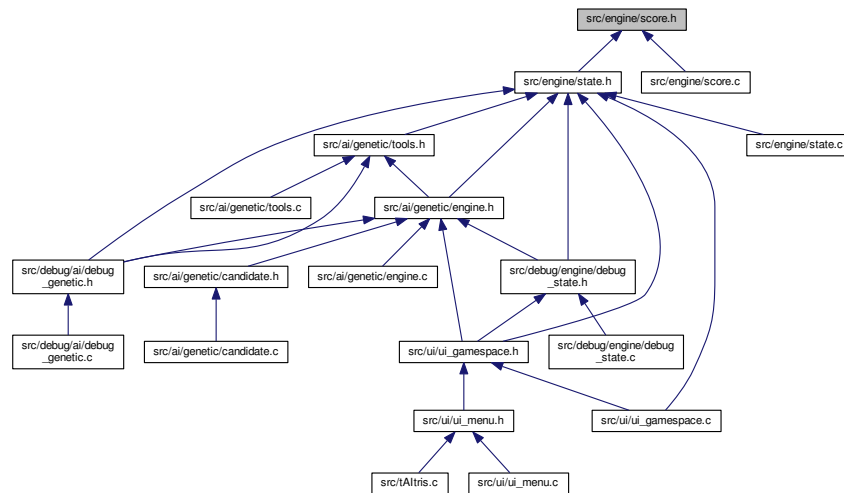 src/engine/score.h
src/engine/state.h
src/engine/score.c
src/ai/genetic/tools.h
src/engine/state.c
src/ai/genetic/tools.c
src/ai/genetic/engine.h
src/debug/ai/debug
_genetic.h
src/ai/genetic/candidate.h
src/ai/genetic/engine.c
src/debug/engine/debug
_state.h
src/debug/ai/debug
_genetic.c
src/ai/genetic/candidate.c
src/ui/ui_gamespace.h
src/debug/engine/debug
_state.c
src/ui/ui_menu.h
src/ui/ui_gamespace.c
src/tAItris.c
src/ui/ui_menu.c